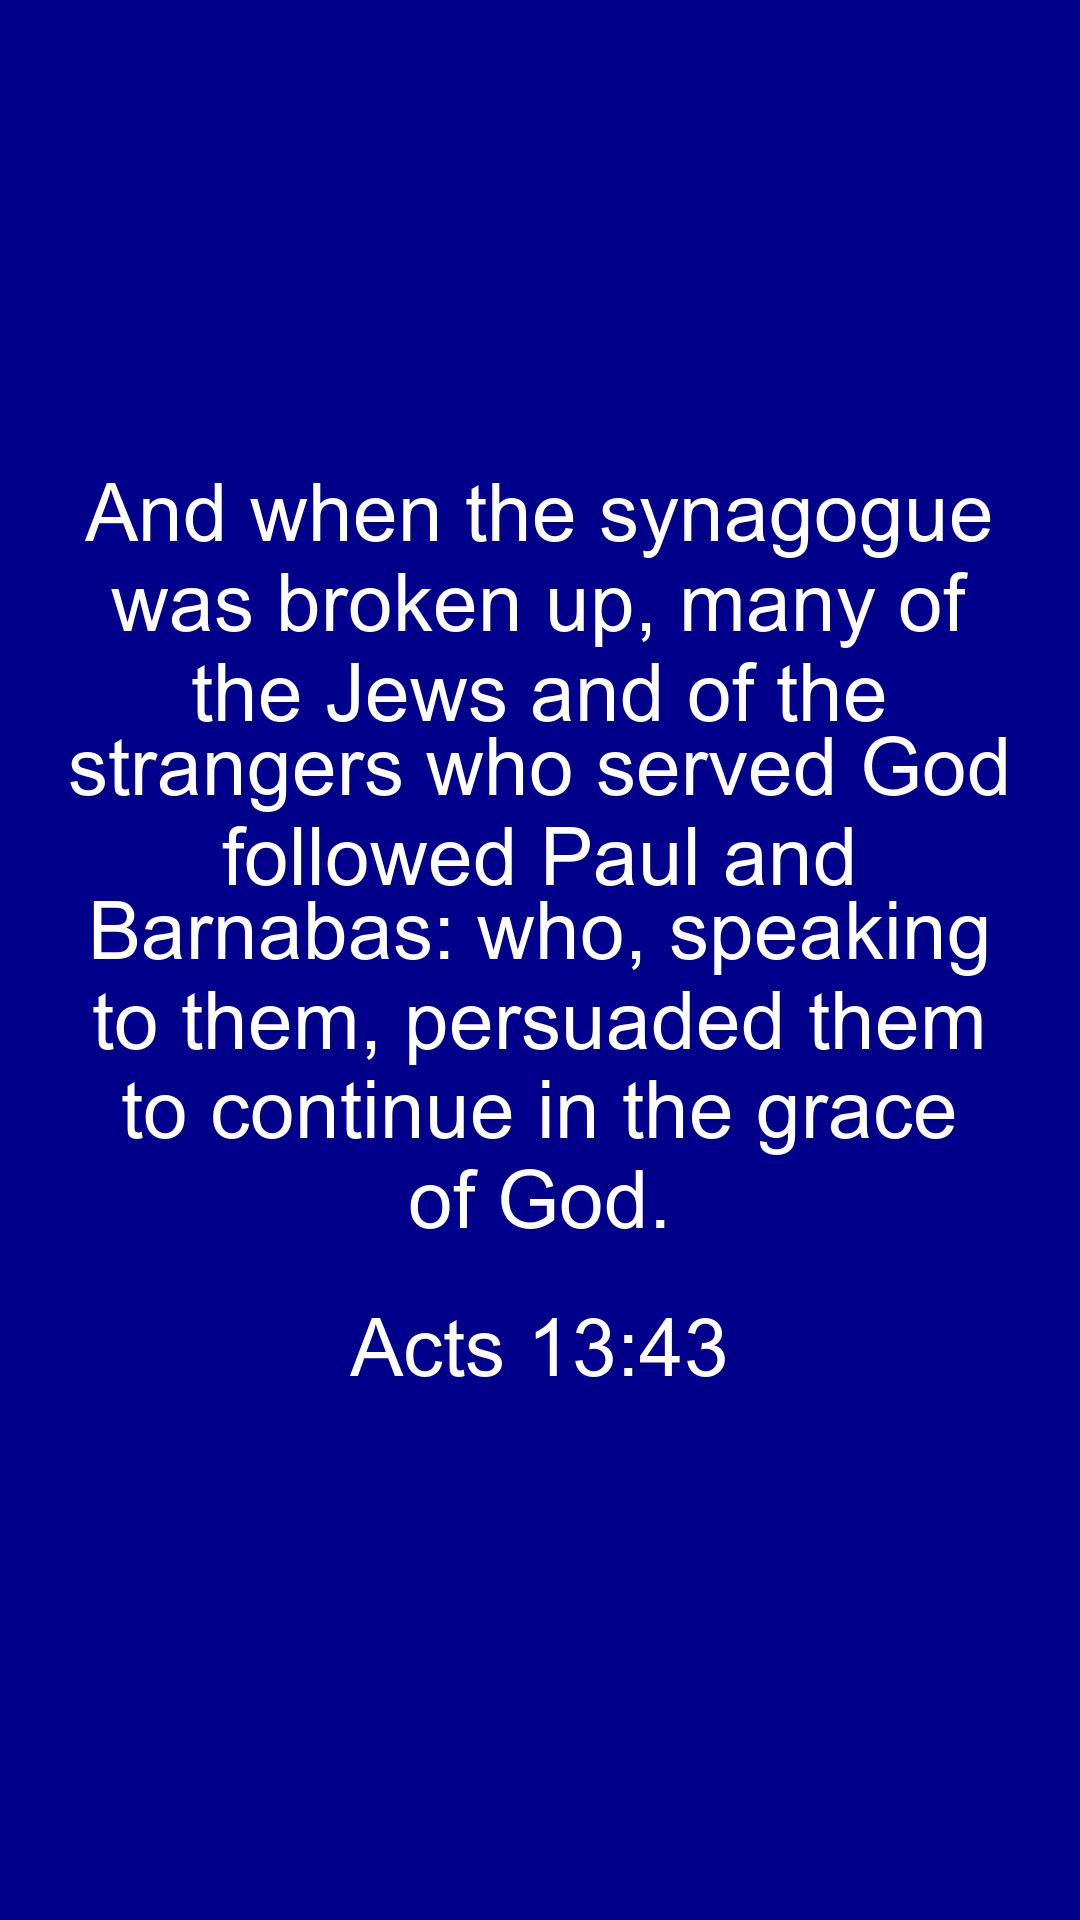 And when the synagogue
was broken up, many of
the Jews and of the
strangers who served God
followed Paul and
Barnabas: who, speaking
to them, persuaded them
to continue in the grace
of God.
Acts 13:43